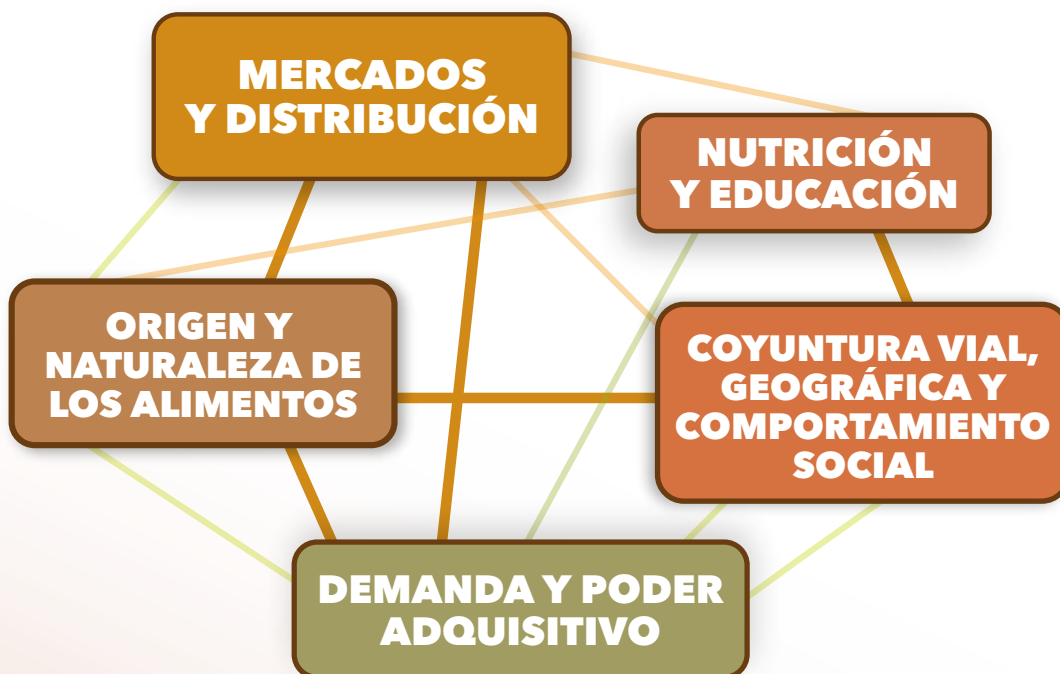 MERCADOS
Y DISTRIBUCIÓN
NUTRICIÓN
Y EDUCACIÓN
ORIGEN Y
NATURALEZA DE
LOS ALIMENTOS
COYUNTURA VIAL,
GEOGRÁFICA Y
COMPORTAMIENTO
SOCIAL
DEMANDA Y PODER
ADQUISITIVO